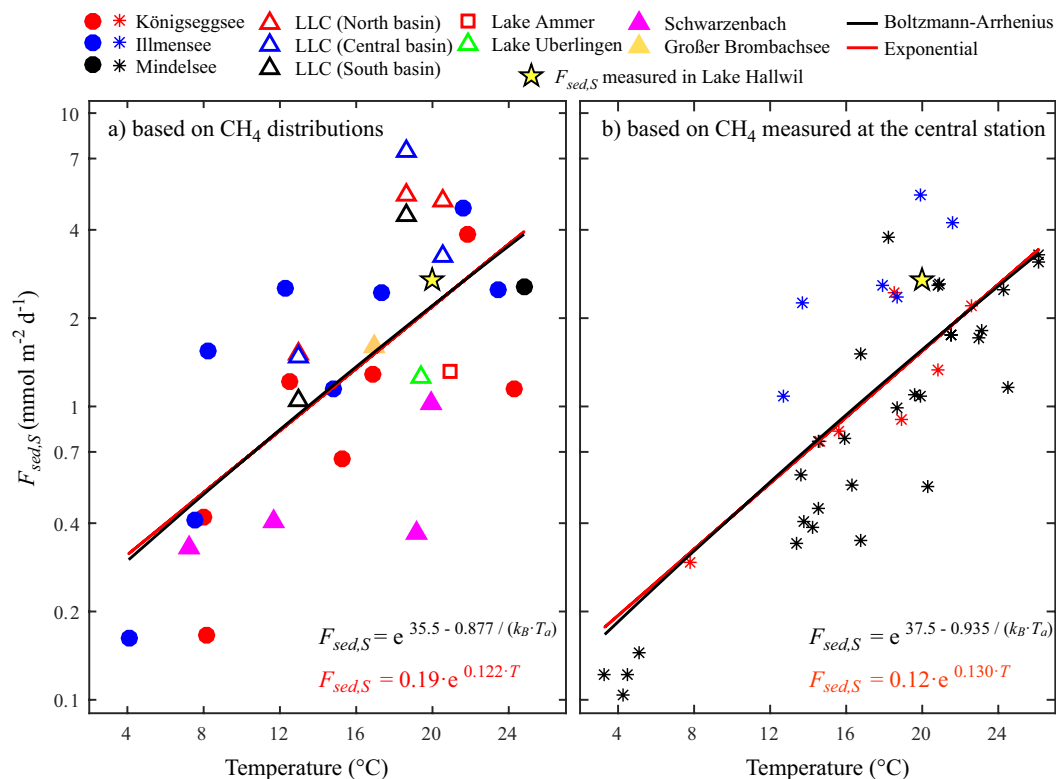 Königseggsee
LLC (North basin)
Lake Ammer
Schwarzenbach
Boltzmann-Arrhenius
Illmensee
LLC (Central basin)
Lake Uberlingen
Großer Brombachsee
Exponential
Mindelsee
LLC (South basin)
F_sed,S measured in Lake Hallwil
a) based on CH₄ distributions
b) based on CH₄ measured at the central station
F_sed,S (mmol m⁻² d⁻¹)
10
7
4
2
1
0.7
0.4
0.2
0.1
F_sed,S = e^35.5 - 0.877 / (k_B·T_a)
F_sed,S = 0.19·e^0.122·T
F_sed,S = e^37.5 - 0.935 / (k_B·T_a)
F_sed,S = 0.12·e^0.130·T
4 8 12 16 20 24
4 8 12 16 20 24
Temperature (°C)
Temperature (°C)